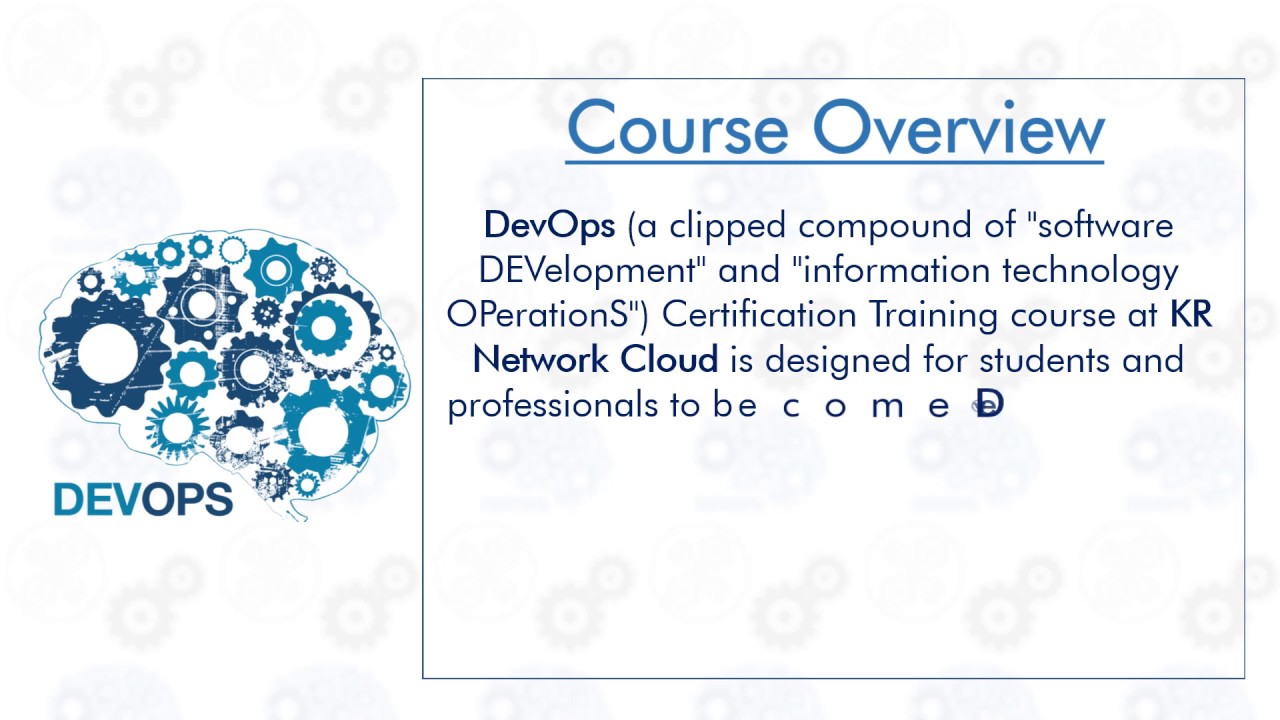 Course Overview
DevOps (a clipped compound of "software
DEVelopment" and "information technology
OPerationS") Certification Training course at KR
Network Cloud is designed for students and
professionals to become D
DEVOPS